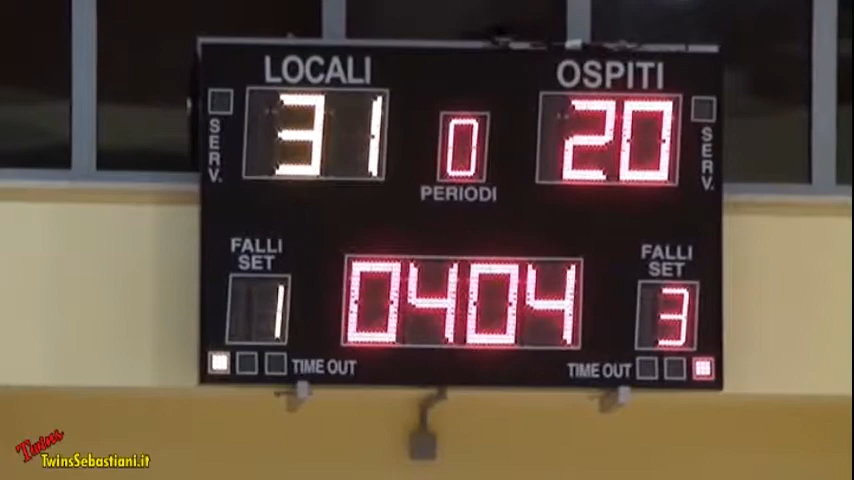 LOCALI
OSPITI
31
0
20
SERV.
SERV.
PERIODI
FALLI
SET
FALLI
SET
1
0404
3
TIME OUT
TIME OUT
Twins
TwinsSebastiani.it